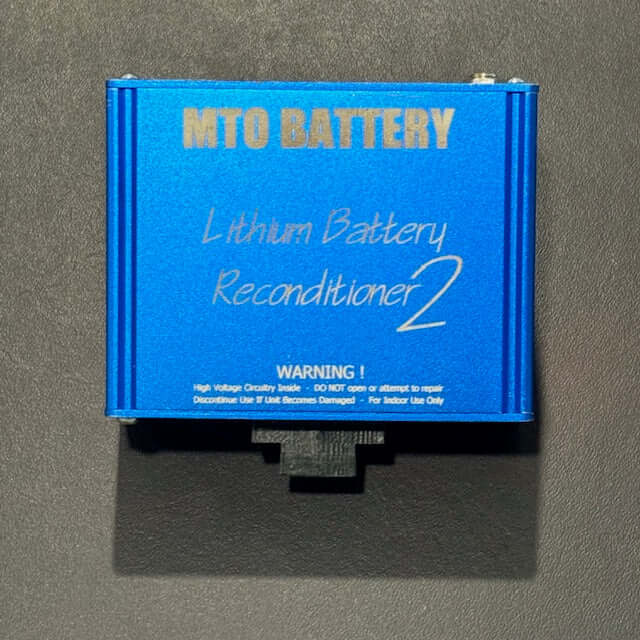 MTO BATTERY
Lithium Battery
Reconditioner 2
WARNING !
High Voltage Circuitry Inside - DO NOT open or attempt to repair
Discontinue Use If Unit Becomes Damaged - For Indoor Use Only